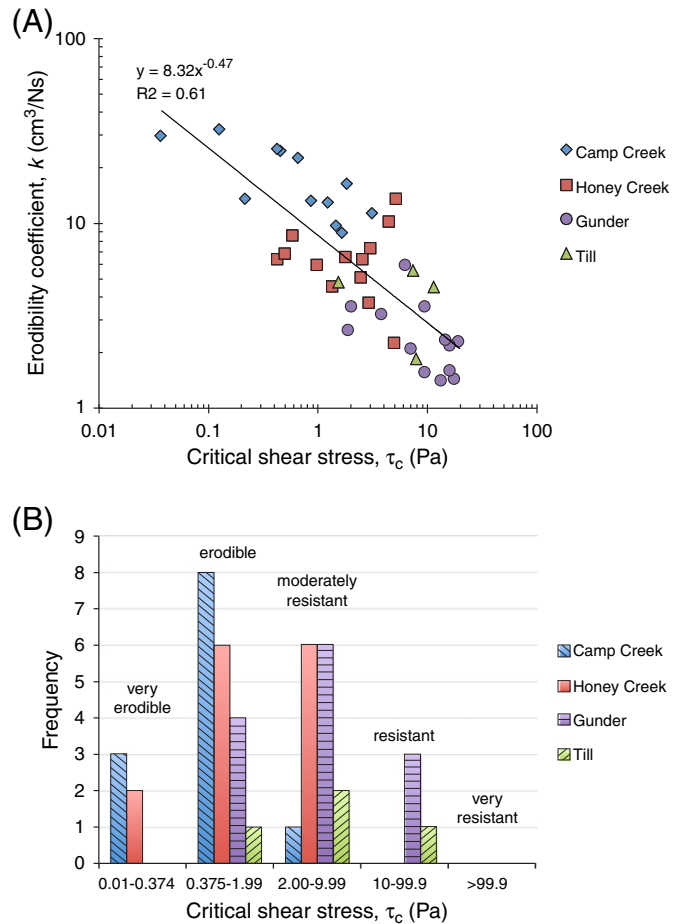 (A)
100
y = 8.32x^-0.47
R2 = 0.61
10
1
Erodibility coefficient, k (cm³/Ns)
0.01 0.1 1 10 100
Critical shear stress, τc (Pa)
Camp Creek
Honey Creek
Gunder
Till
(B)
9
8
7
6
5
4
3
2
1
0
Frequency
very
erodible
erodible
moderately
resistant
resistant
very
resistant
0.01-0.374 0.375-1.99 2.00-9.99 10-99.9 >99.9
Critical shear stress, τc (Pa)
Camp Creek
Honey Creek
Gunder
Till